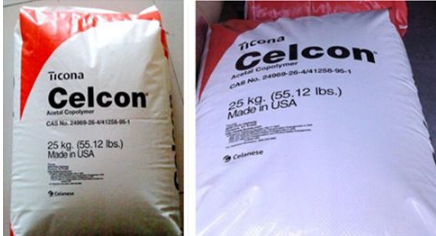 Ticona
Celcon®
Acetal Copolymer
CAS No. 24969-26-4/41258-95-1
25 kg. (55.12 lbs.)
Made in USA
Celanese
Ticona
Celcon®
Acetal Copolymer
CAS No. 24969-26-4/41258-95-1
25 kg. (55.12 lbs.)
Made in USA
Celanese